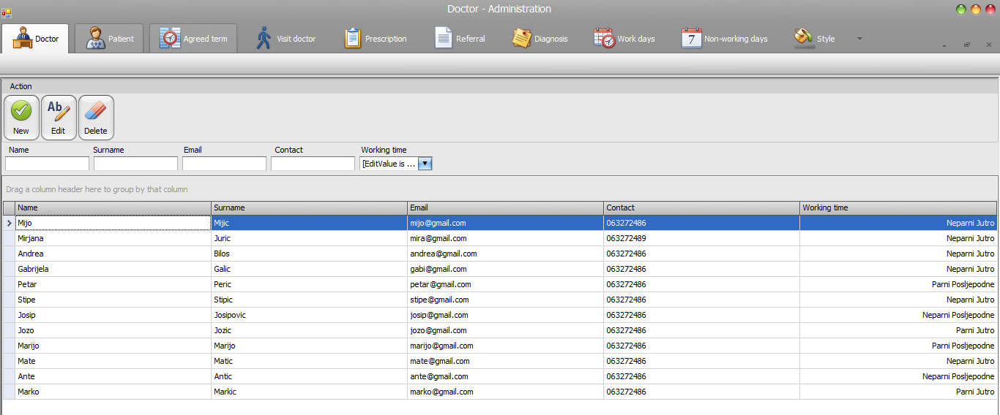 Doctor - Administration
Doctor Patient Agreed term Visit doctor Prescription Referral Diagnosis 7 Work days Non-working days Style
Action
Ab
New Edit Delete
Name Surname Email Contact Working time
[EditValue is ...
Drag a column header here to group by that column
Name Surname Email Contact Working time
Mijo Mijic mijo@gmail.com 063272486 Neparni Jutro
Mirjana Juric mira@gmail.com 063272489 Neparni Jutro
Andrea Bilos andrea@gmail.com 063272486 Neparni Jutro
Gabrijela Galic gabi@gmail.com 063272486 Neparni Jutro
Petar Peric petar@gmail.com 063272486 Parni Posljepodne
Stipe Stipic stipe@gmail.com 063272486 Neparni Jutro
Josip Josipovic josip@gmail.com 063272486 Neparni Posljepodne
Jozo Jozic jozo@gmail.com 063272486 Parni Jutro
Marijo Marijo marijo@gmail.com 063272486 Parni Posljepodne
Mate Matic mate@gmail.com 063272486 Neparni Jutro
Ante Antic ante@gmail.com 063272486 Neparni Posljepodne
Marko Markic marko@gmail.com 063272486 Parni Jutro